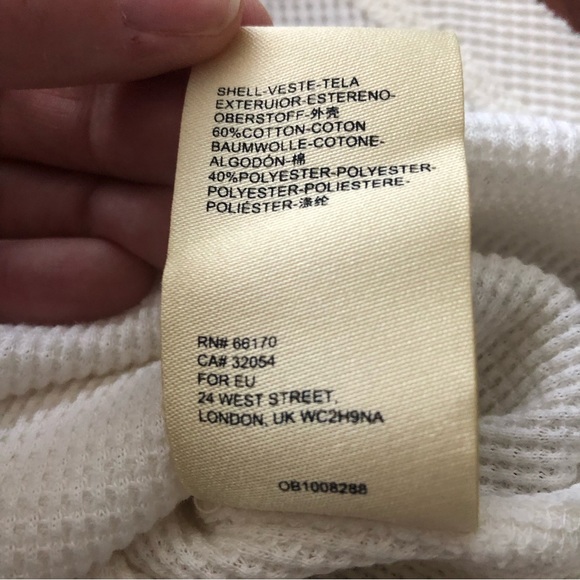 SHELL-VESTE-TELA
EXTERUIOR-ESTERENO-
OBERSTOFF-外壳
60%COTTON-COTON
BAUMWOLLE-COTONE-
ALGODÓN-棉
40%POLYESTER-POLYESTER-
POLYESTER-POLIESTERE-
POLIÉSTER-涤纶
RN# 66170
CA# 32054
FOR EU
24 WEST STREET,
LONDON, UK WC2H9NA
OB1008288